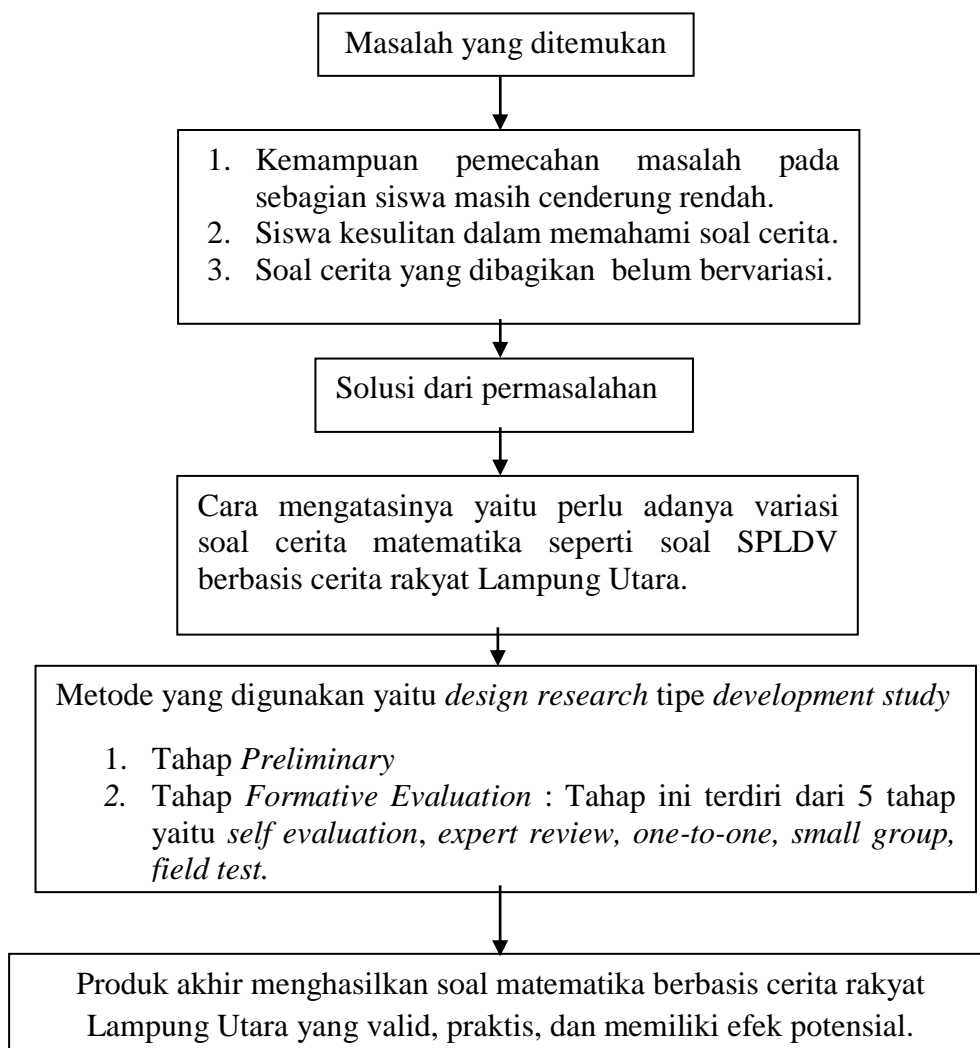 Masalah yang ditemukan
1. Kemampuan pemecahan masalah pada
sebagian siswa masih cenderung rendah.
2. Siswa kesulitan dalam memahami soal cerita.
3. Soal cerita yang dibagikan belum bervariasi.
Solusi dari permasalahan
Cara mengatasinya yaitu perlu adanya variasi
soal cerita matematika seperti soal SPLDV
berbasis cerita rakyat Lampung Utara.
Metode yang digunakan yaitu design research tipe development study
1. Tahap Preliminary
2. Tahap Formative Evaluation : Tahap ini terdiri dari 5 tahap
yaitu self evaluation, expert review, one-to-one, small group,
field test.
Produk akhir menghasilkan soal matematika berbasis cerita rakyat
Lampung Utara yang valid, praktis, dan memiliki efek potensial.